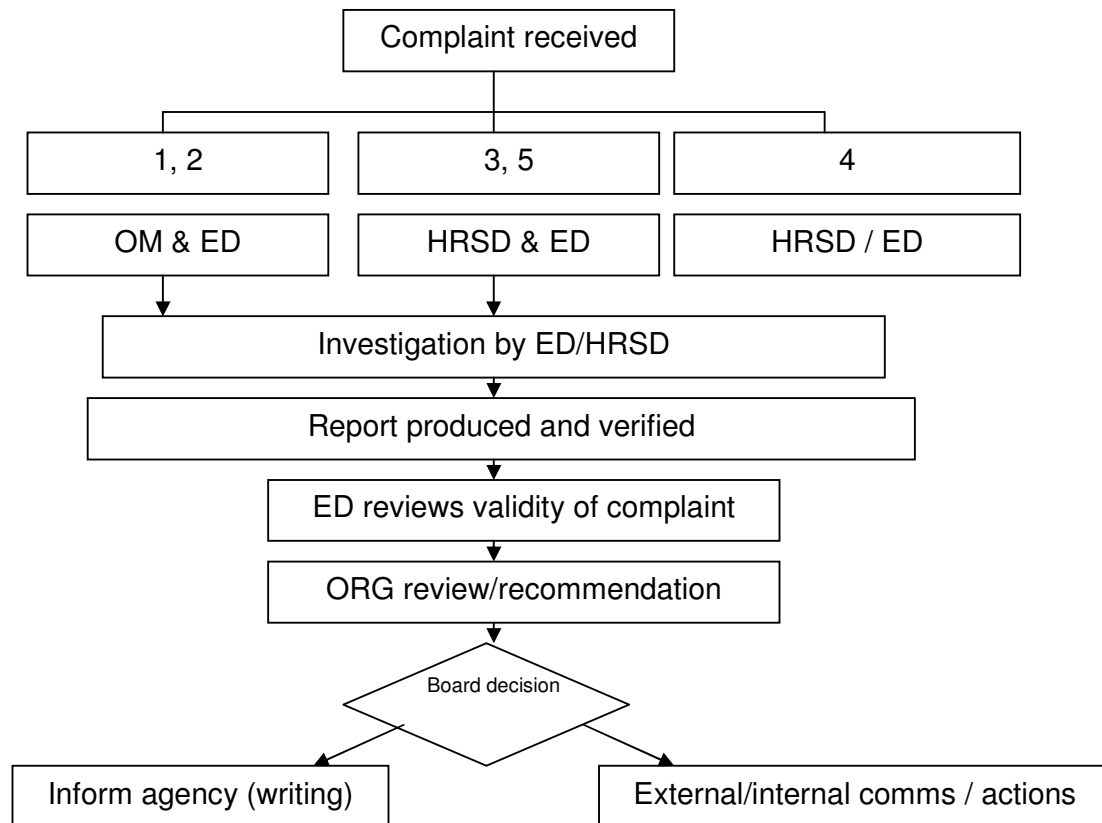 Complaint received
1, 2
3, 5
4
OM & ED
HRSD & ED
HRSD / ED
Investigation by ED/HRSD
Report produced and verified
ED reviews validity of complaint
ORG review/recommendation
Board decision
Inform agency (writing)
External/internal comms / actions